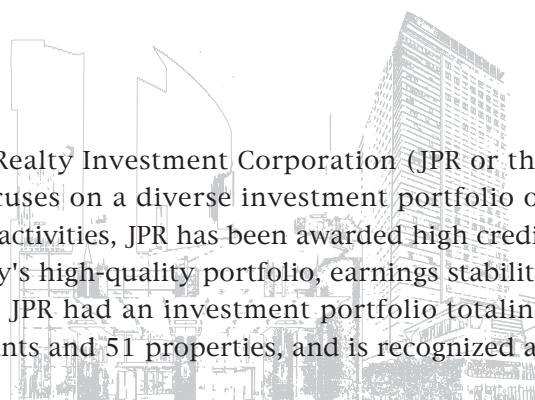 Realty Investment Corporation (JPR or th
cuses on a diverse investment portfolio o
activities, JPR has been awarded high credi
y's high-quality portfolio, earnings stabilit
JPR had an investment portfolio totalin
nts and 51 properties, and is recognized a